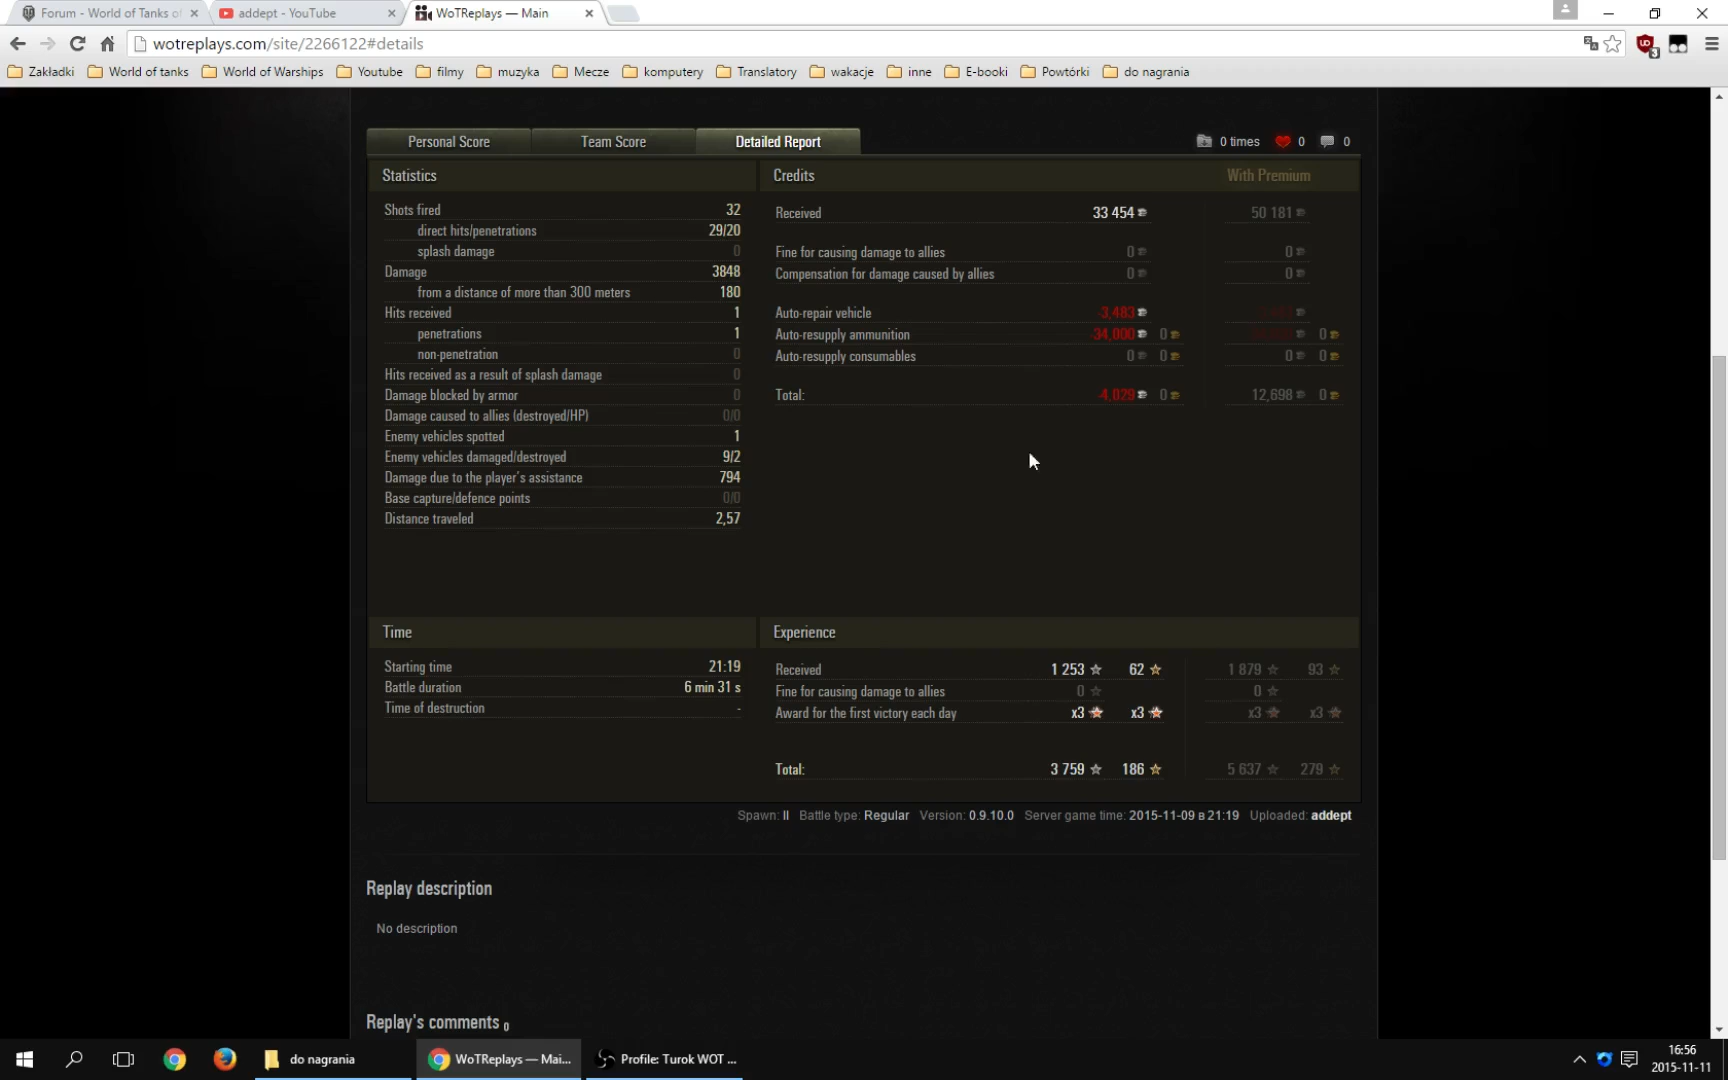 Forum - World of Tanks of
addept - YouTube
WoTReplays — Main
wotreplays.com/site/2266122#details
Zakładki World of tanks World of Warships Youtube filmy muzyka Mecze komputery Translatory wakacje inne E-booki Powtórki do nagrania
Personal Score Team Score Detailed Report 0 times 0 0
Statistics
Shots fired 32
direct hits/penetrations 29/20
splash damage 0
Damage 3848
from a distance of more than 300 meters 180
Hits received 1
penetrations 1
non-penetration 0
Hits received as a result of splash damage 0
Damage blocked by armor 0
Damage caused to allies (destroyed/HP) 0/0
Enemy vehicles spotted 1
Enemy vehicles damaged/destroyed 9/2
Damage due to the player's assistance 794
Base capture/defence points 0/0
Distance traveled 2,57
Credits With Premium
Received 33 454 50 181
Fine for causing damage to allies 0 0
Compensation for damage caused by allies 0 0
Auto-repair vehicle -3,483
Auto-resupply ammunition -34,000 0 0
Auto-resupply consumables 0 0 0 0
Total: -4,029 0 12,698 0
Time
Starting time 21:19
Battle duration 6 min 31 s
Time of destruction -
Experience
Received 1 253 62 1 879 93
Fine for causing damage to allies 0 0
Award for the first victory each day x3 x3 x3 x3
Total: 3 759 186 5 637 279
Spawn: II Battle type: Regular Version: 0.9.10.0 Server game time: 2015-11-09 в 21:19 Uploaded: addept
Replay description
No description
Replay's comments 0
do nagrania
WoTReplays — Mai...
Profile: Turok WOT ...
16:56
2015-11-11